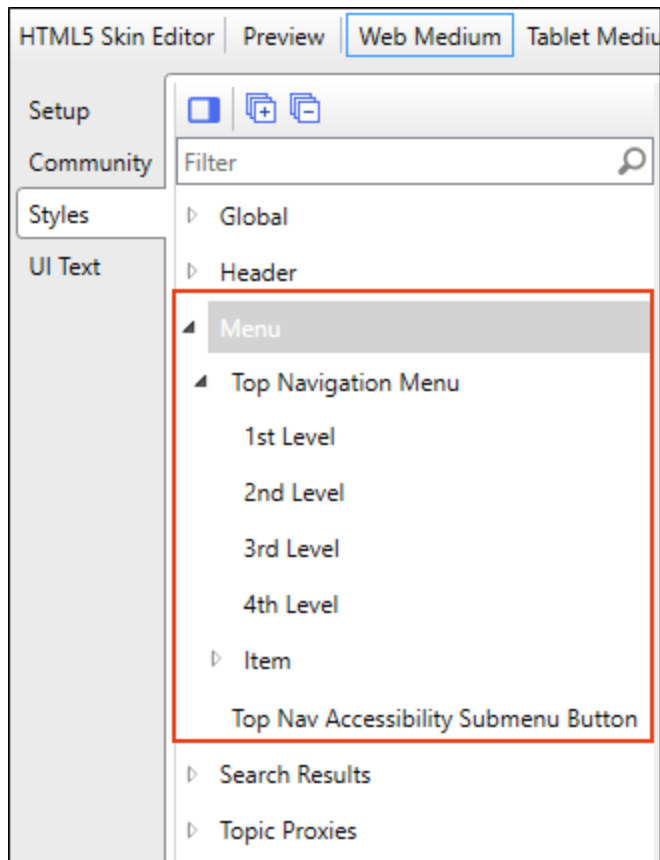 HTML5 Skin Editor Preview Web Medium Tablet Mediu
Setup
Community
Styles
UI Text
Filter
Global
Header
Menu
Top Navigation Menu
1st Level
2nd Level
3rd Level
4th Level
Item
Top Nav Accessibility Submenu Button
Search Results
Topic Proxies